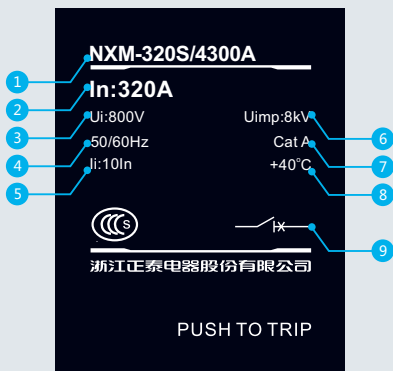 NXM-320S/4300A
In:320A
Ui:800V Uimp:8kV
50/60Hz Cat A
Ii:10In +40°C
S
浙江正泰电器股份有限公司
PUSH TO TRIP
1
2
3
4
5
6
7
8
9